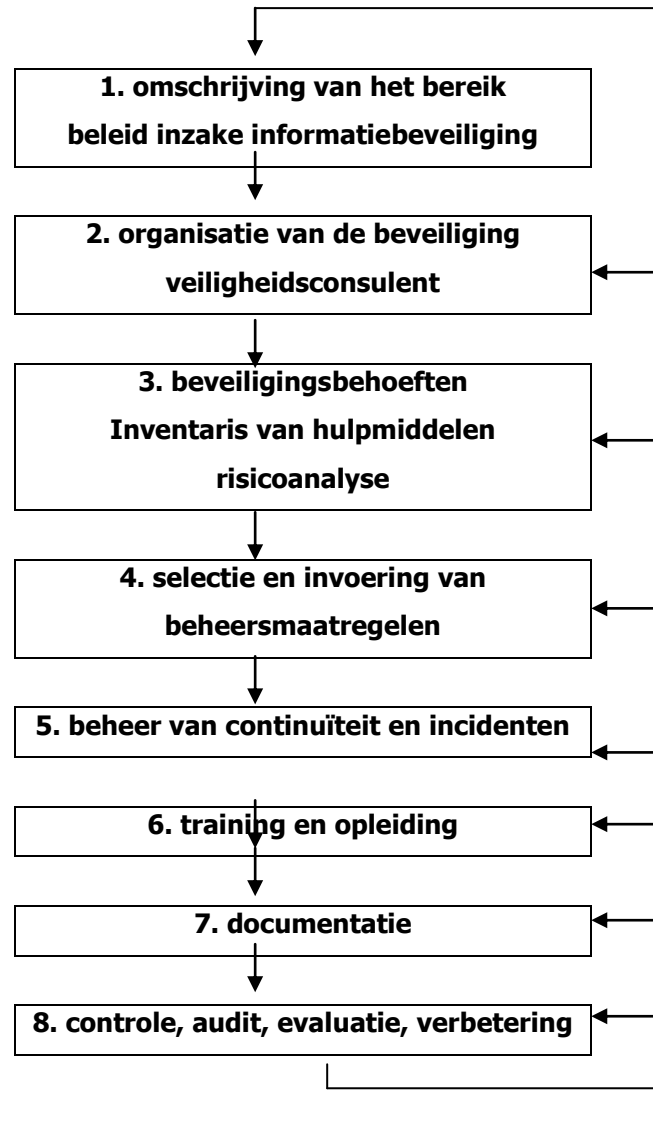 1. omschrijving van het bereik
beleid inzake informatiebeveiliging
2. organisatie van de beveiliging
veiligheidsconsulent
3. beveiligingsbehoeften
Inventaris van hulpmiddelen
risicoanalyse
4. selectie en invoering van
beheersmaatregelen
5. beheer van continuïteit en incidenten
6. training en opleiding
7. documentatie
8. controle, audit, evaluatie, verbetering